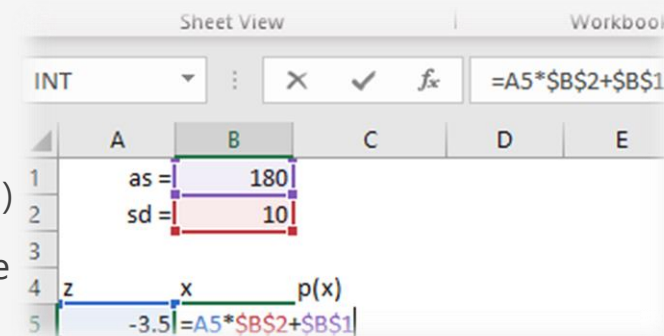 Sheet View Workbook
INT fx =A5*$B$2+$B$1
A B C D E
1 as = 180
) 2 sd = 10
e 3
4 z x p(x)
5 -3.5 =A5*$B$2+$B$1